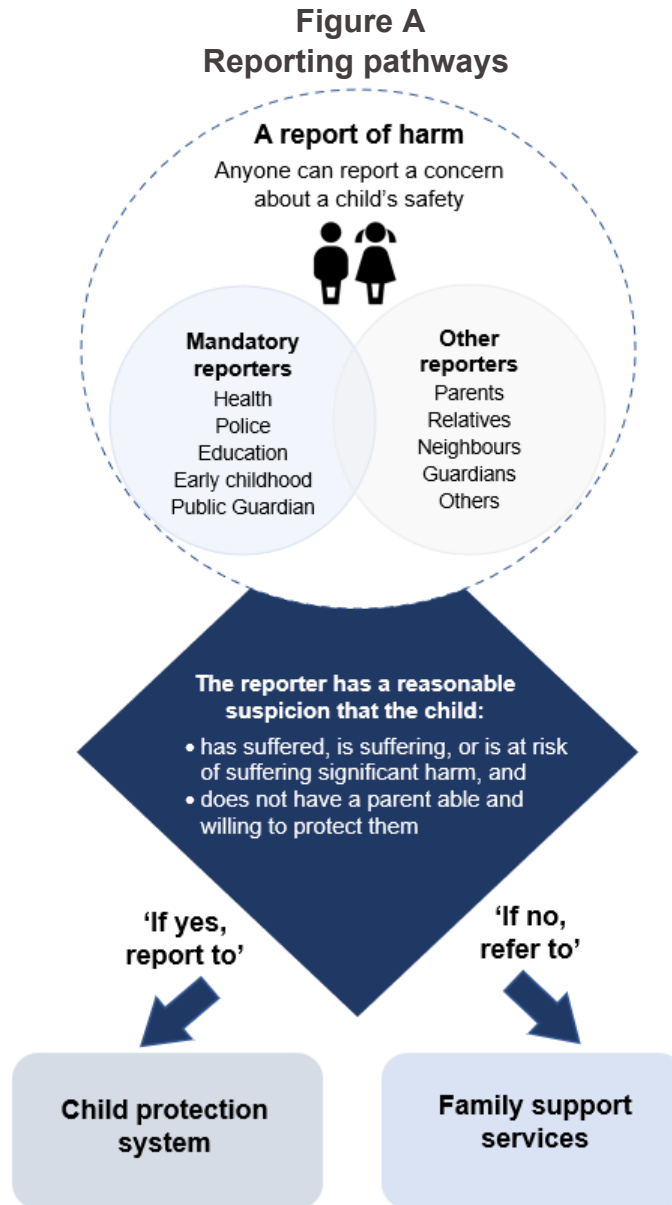 Figure A
Reporting pathways
A report of harm
Anyone can report a concern
about a child's safety
Mandatory
reporters
Health
Police
Education
Early childhood
Public Guardian
Other
reporters
Parents
Relatives
Neighbours
Guardians
Others
The reporter has a reasonable
suspicion that the child:
• has suffered, is suffering, or is at risk
of suffering significant harm, and
• does not have a parent able and
willing to protect them
‘If yes,
report to’
‘If no,
refer to’
Child protection
system
Family support
services